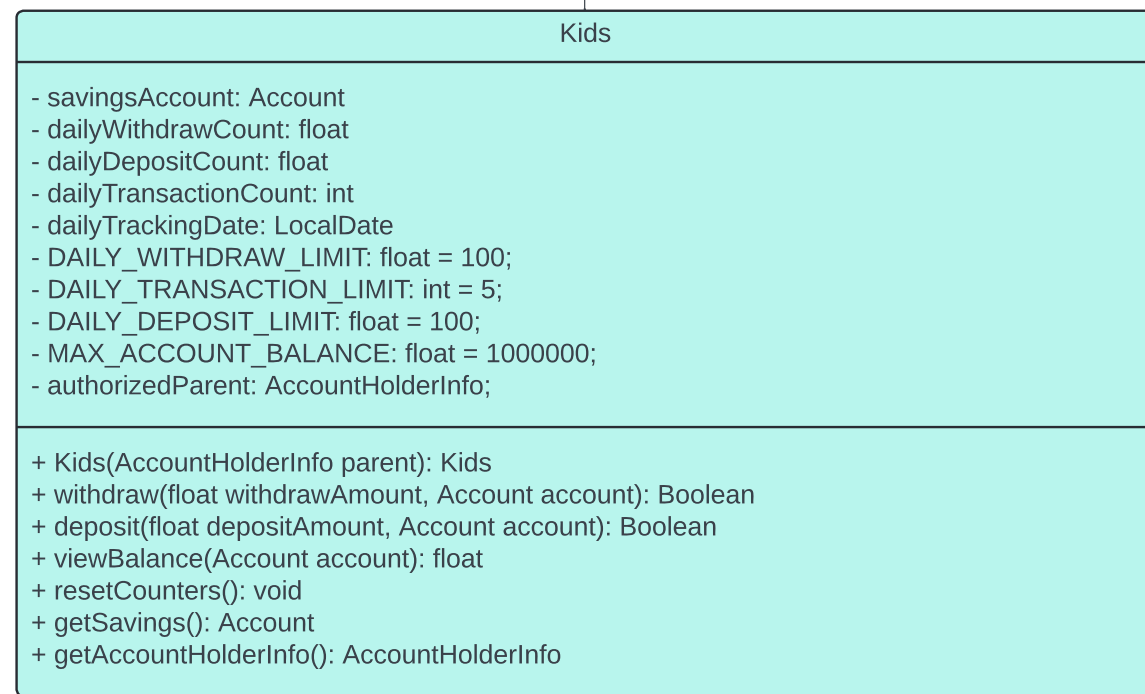 Kids
- savingsAccount: Account
- dailyWithdrawCount: float
- dailyDepositCount: float
- dailyTransactionCount: int
- dailyTrackingDate: LocalDate
- DAILY_WITHDRAW_LIMIT: float = 100;
- DAILY_TRANSACTION_LIMIT: int = 5;
- DAILY_DEPOSIT_LIMIT: float = 100;
- MAX_ACCOUNT_BALANCE: float = 1000000;
- authorizedParent: AccountHolderInfo;
+ Kids(AccountHolderInfo parent): Kids
+ withdraw(float withdrawAmount, Account account): Boolean
+ deposit(float depositAmount, Account account): Boolean
+ viewBalance(Account account): float
+ resetCounters(): void
+ getSavings(): Account
+ getAccountHolderInfo(): AccountHolderInfo